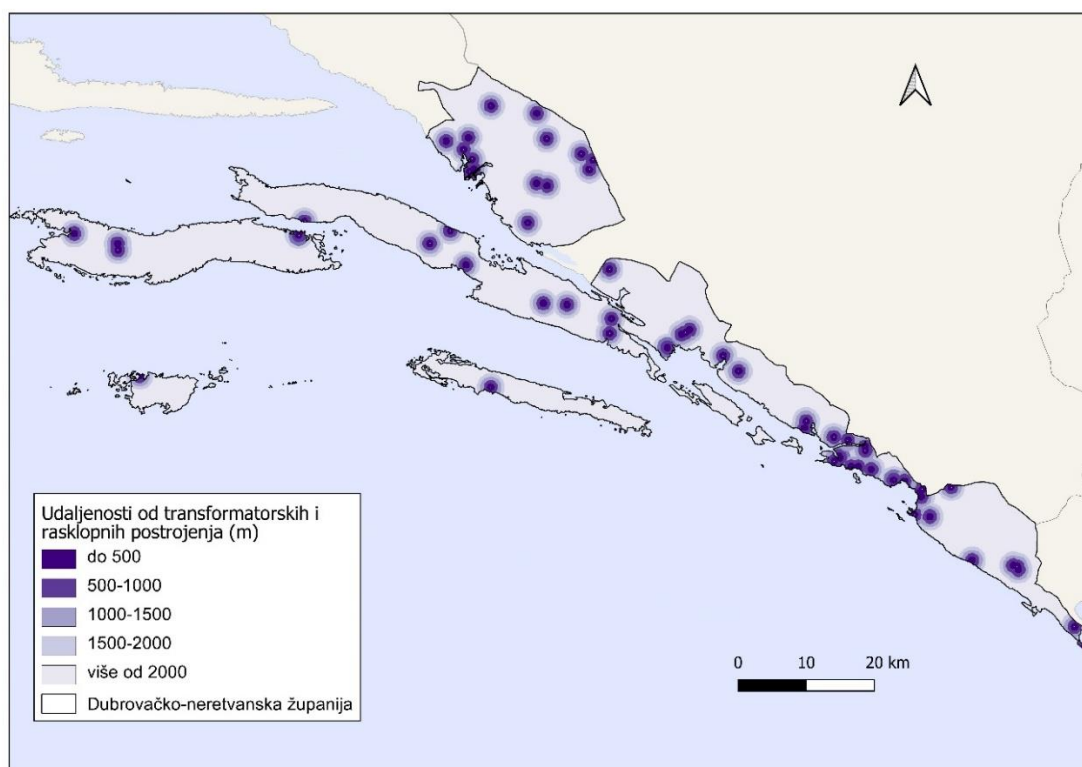 Udaljenosti od transformatorskih i
rasklopnih postrojenja (m)
do 500
500-1000
1000-1500
1500-2000
više od 2000
Dubrovačko-neretvanska županija
0 10 20 km